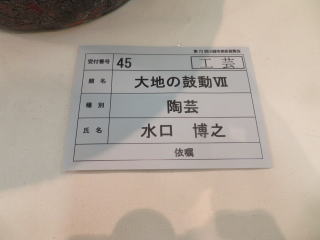 工芸
受付番号 45
題名 大地の鼓動Ⅶ
種別 陶芸
氏名 水口 博之
依嘱